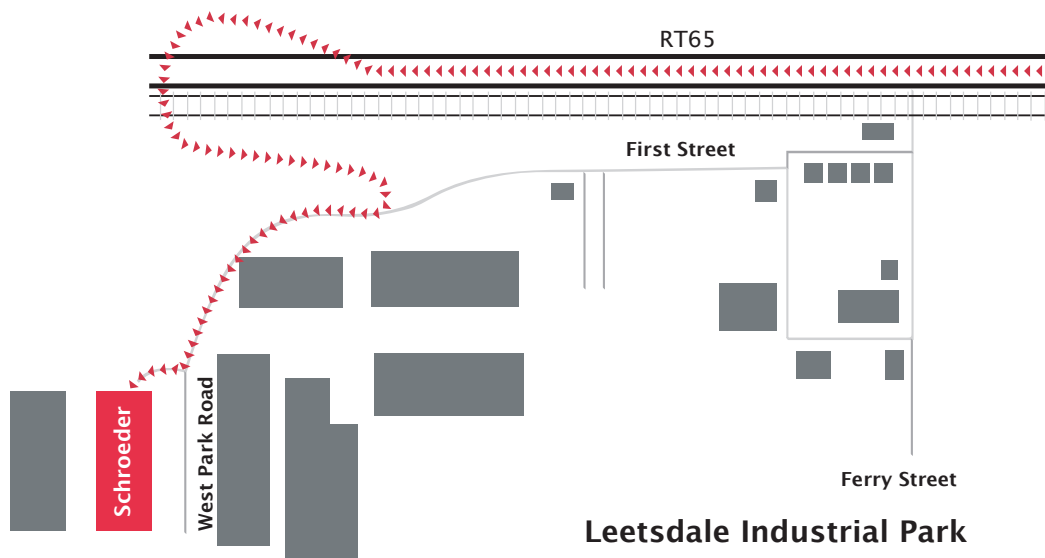 RT65
First Street
Schroeder
West Park Road
Ferry Street
Leetsdale Industrial Park